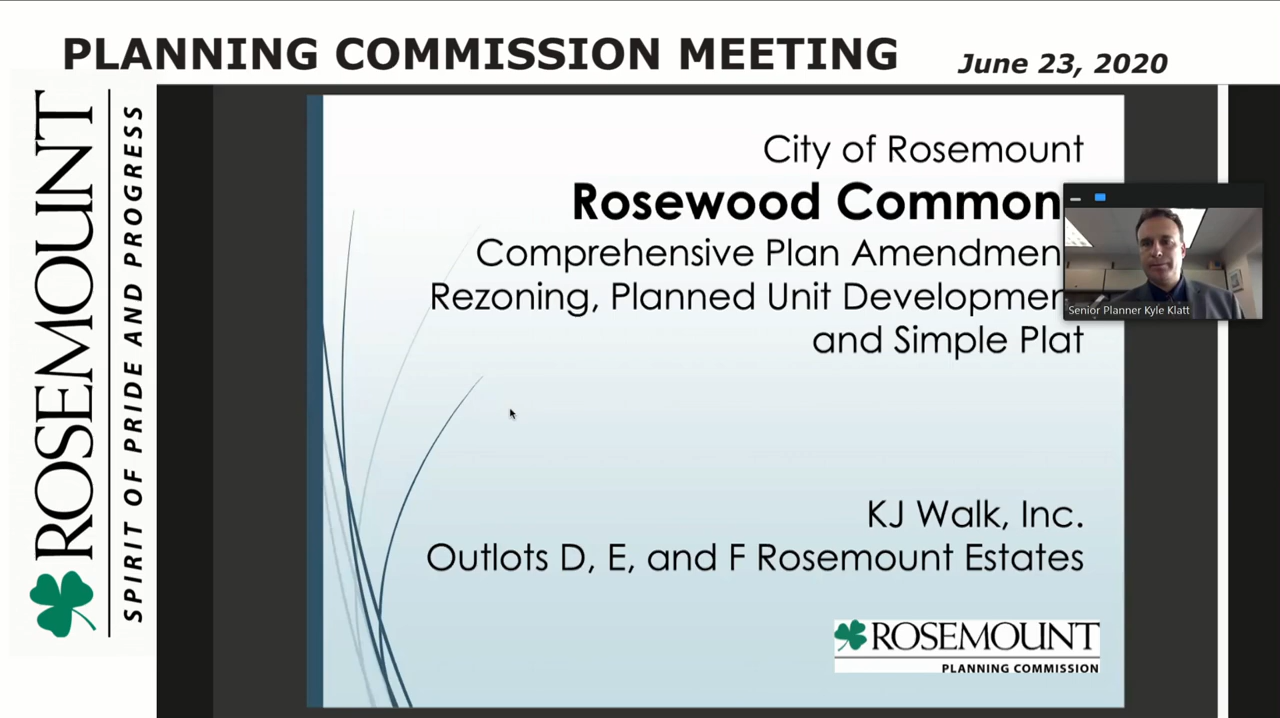 PLANNING COMMISSION MEETING
June 23, 2020
ROSEMOUNT
SPIRIT OF PRIDE AND PROGRESS
City of Rosemount
Rosewood Common
Comprehensive Plan Amendmen
Rezoning, Planned Unit Developmen
and Simple Plat
Senior Planner Kyle Klatt
KJ Walk, Inc.
Outlots D, E, and F Rosemount Estates
ROSEMOUNT
PLANNING COMMISSION